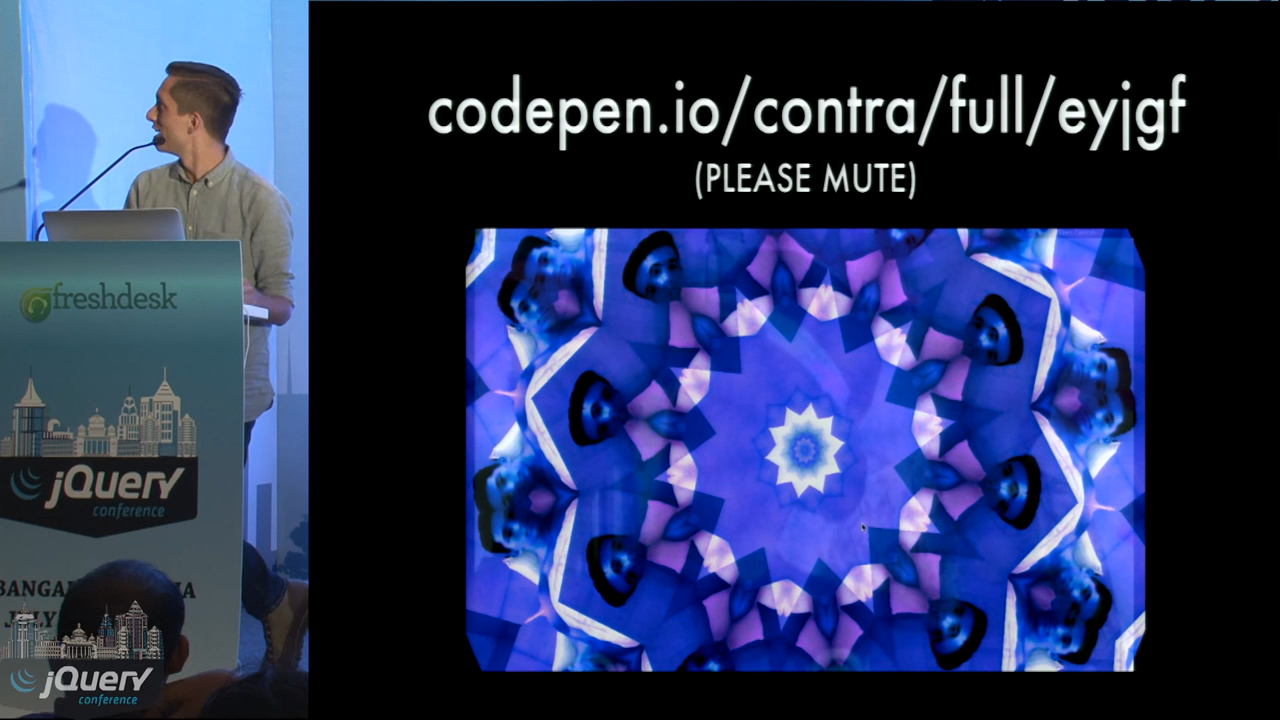 codepen.io/contra/full/eyjgf
(PLEASE MUTE)
freshdesk
jQuery
conference
jQuery
conference